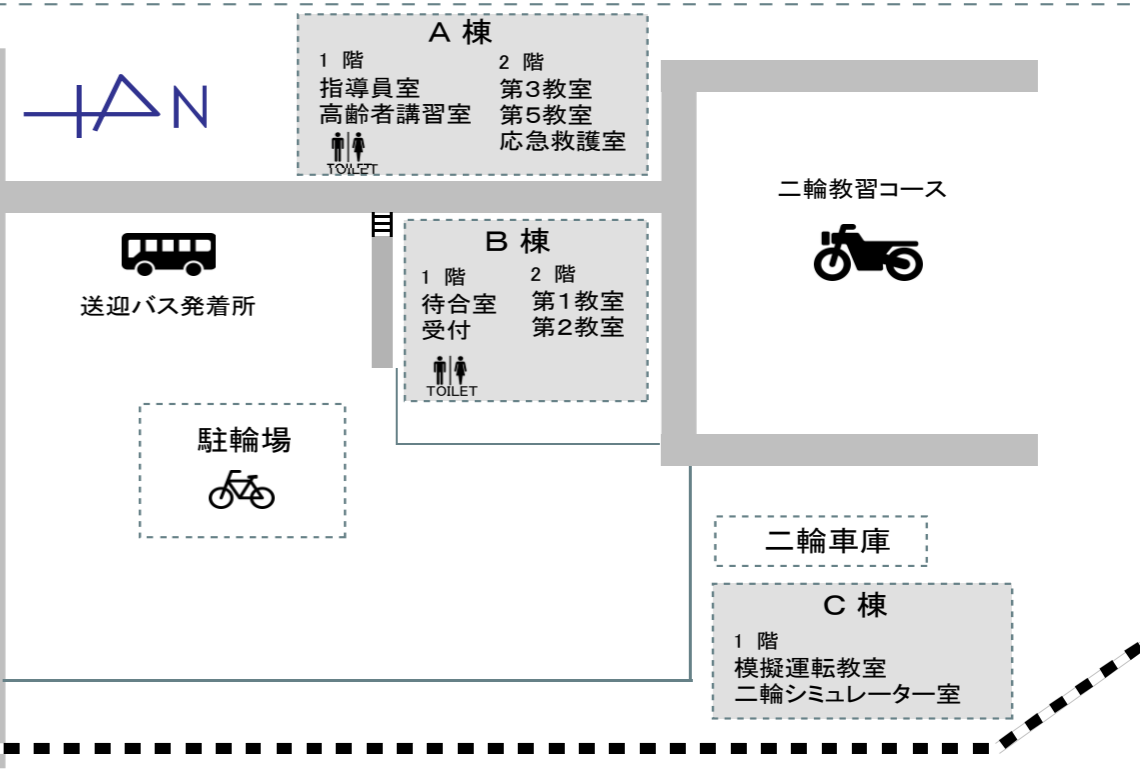 A 棟
1 階
指導員室
高齢者講習室
TOILET
2 階
第3教室
第5教室
応急救護室
N
二輪教習コース
送迎バス発着所
B 棟
1 階
待合室
受付
TOILET
2 階
第1教室
第2教室
駐輪場
二輪車庫
C 棟
1 階
模擬運転教室
二輪シミュレーター室